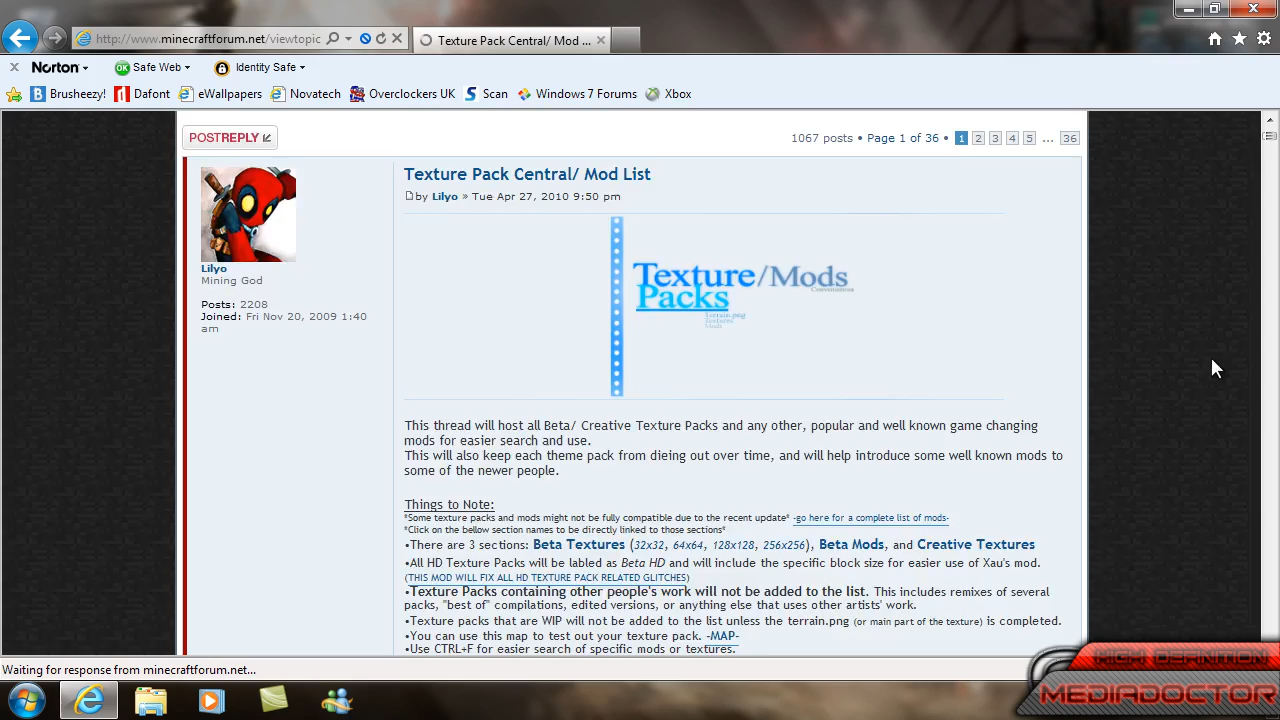 http://www.minecraftforum.net/viewtopic
Texture Pack Central/ Mod ...
Norton
OK Safe Web
Identity Safe
Brusheezy!
Dafont
eWallpapers
Novatech
Overclockers UK
Scan
Windows 7 Forums
Xbox
POSTREPLY
1067 posts • Page 1 of 36 • 1 2 3 4 5 ... 36
Texture Pack Central/ Mod List
by Lilyo » Tue Apr 27, 2010 9:50 pm
Lilyo
Mining God
Posts: 2208
Joined: Fri Nov 20, 2009 1:40
am
Texture/Mods
Conversations
Packs
Terrain.png
Textures
Mods
This thread will host all Beta/ Creative Texture Packs and any other, popular and well known game changing
mods for easier search and use.
This will also keep each theme pack from dieing out over time, and will help introduce some well known mods to
some of the newer people.
Things to Note:
*Some texture packs and mods might not be fully compatible due to the recent update* -go here for a complete list of mods-
*Click on the bellow section names to be directly linked to those sections*
•There are 3 sections: Beta Textures (32x32, 64x64, 128x128, 256x256), Beta Mods, and Creative Textures
•All HD Texture Packs will be labled as Beta HD and will include the specific block size for easier use of Xau's mod.
(THIS MOD WILL FIX ALL HD TEXTURE PACK RELATED GLITCHES)
•Texture Packs containing other people's work will not be added to the list. This includes remixes of several
packs, "best of" compilations, edited versions, or anything else that uses other artists' work.
•Texture packs that are WIP will not be added to the list unless the terrain.png (or main part of the texture) is completed.
•You can use this map to test out your texture pack. -MAP-
•Use CTRL+F for easier search of specific mods or textures.
Waiting for response from minecraftforum.net...
HIGH DEFINITION
MEDIADOCTOR